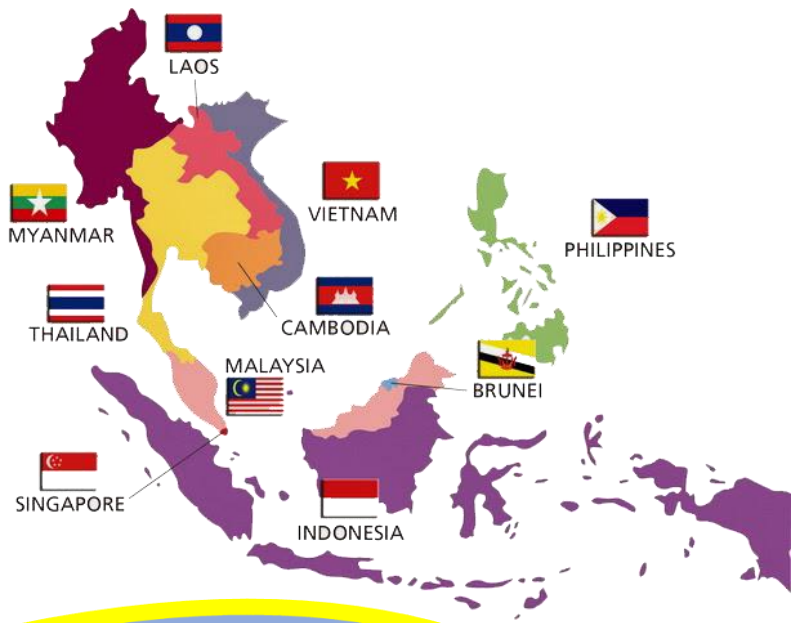 LAOS
VIETNAM
MYANMAR
PHILIPPINES
THAILAND
CAMBODIA
MALAYSIA
BRUNEI
SINGAPORE
INDONESIA